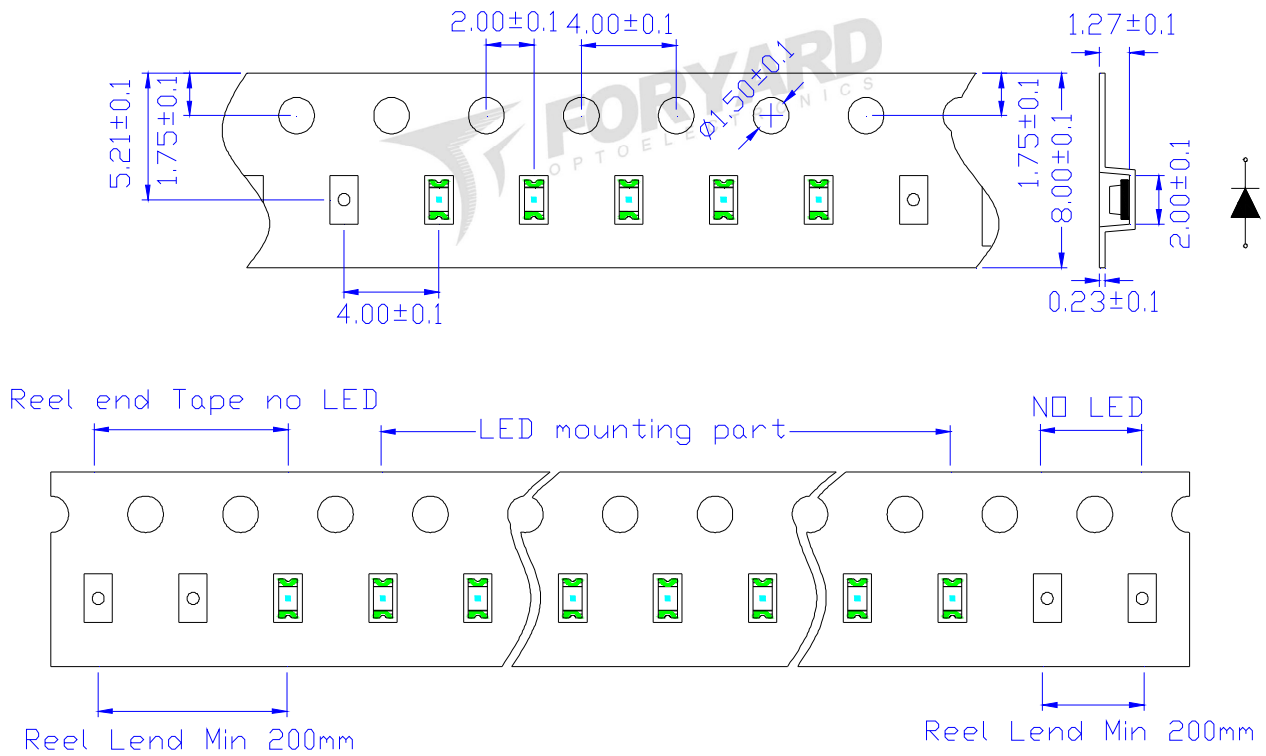 2.00±0.1
4.00±0.1
1.27±0.1
FORYARD
OPTOELECTRONICS
5.21±0.1
1.75±0.1
Ø1.50±0.1
1.75±0.1
8.00±0.1
2.00±0.1
4.00±0.1
0.23±0.1
Reel end Tape no LED
LED mounting part
NO LED
Reel Lend Min 200mm
Reel Lend Min 200mm